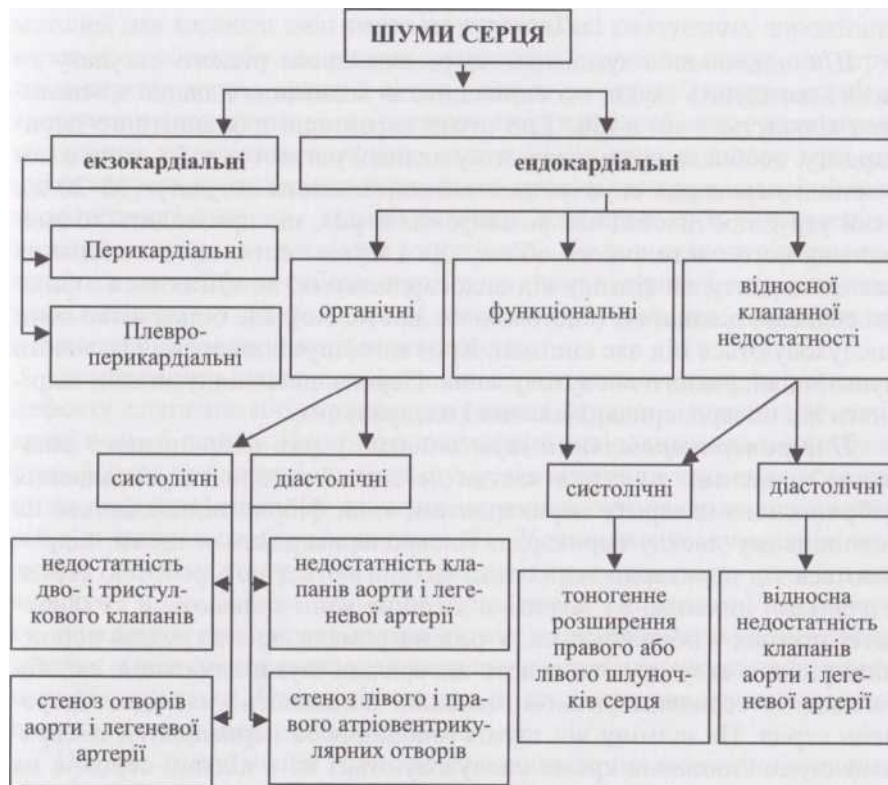 ШУМИ СЕРЦЯ
екзокардіальні
ендокардіальні
Перикардіальні
Плевро-
перикардіальні
органічні
функціональні
відносної
клапанної
недостатності
систолічні
діастолічні
систолічні
діастолічні
недостатність
дво- і тристул-
кового клапанів
недостатність кла-
панів аорти і леге-
невої артерії
стеноз отворів
аорти і легеневої
артерії
стеноз лівого і пра-
вого атріовентрику-
лярних отворів
тоногенне
розширення
правого або
лівого шлуноч-
ків серця
відносна
недостатність
клапанів
аорти і леге-
невої артерії